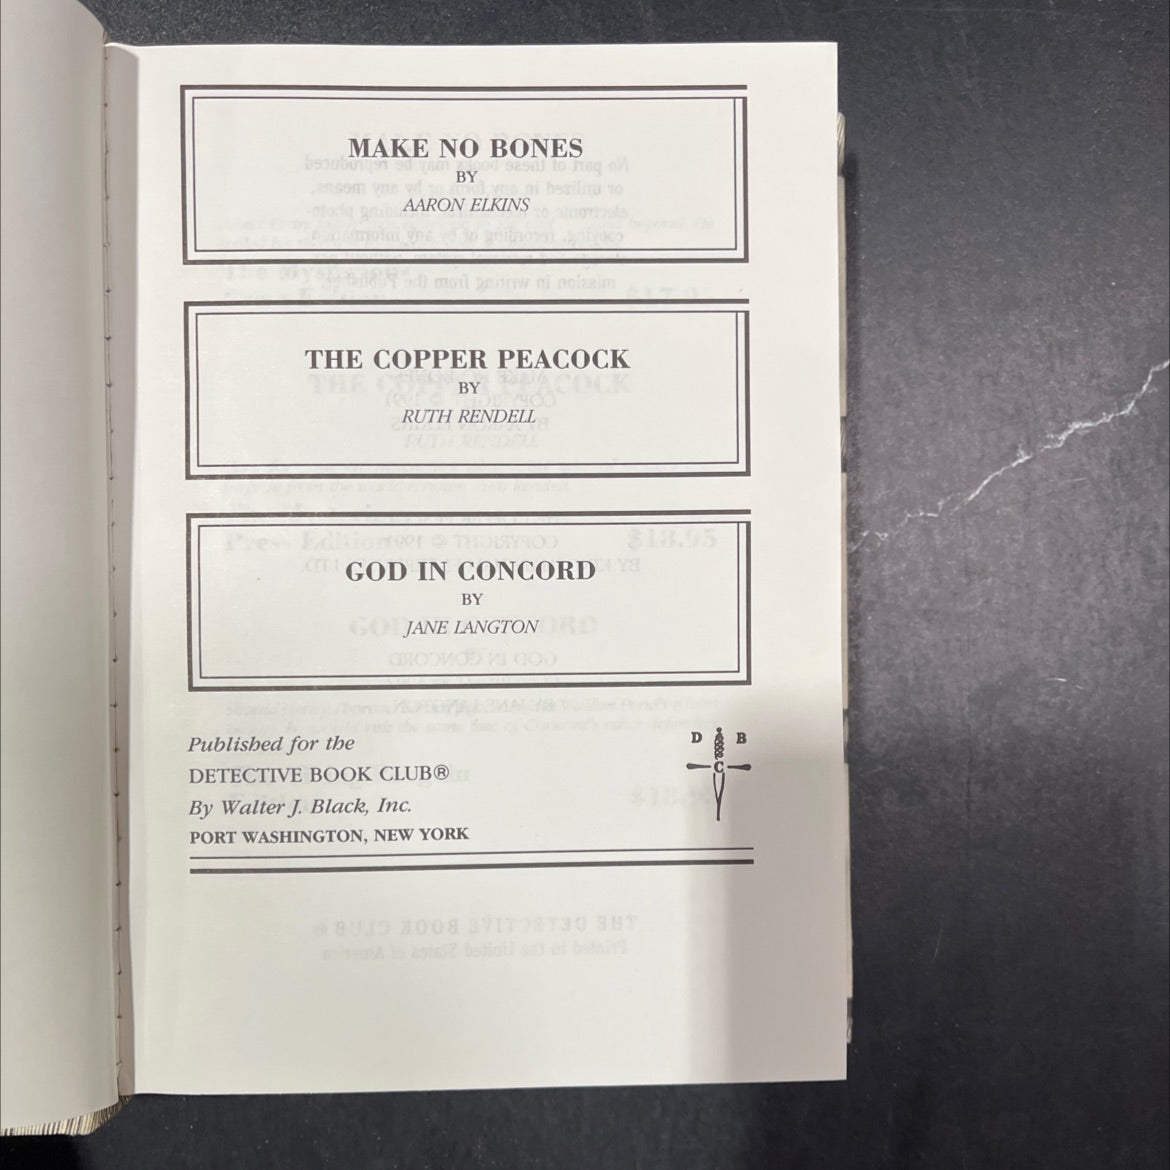 MAKE NO BONES
BY
AARON ELKINS
THE COPPER PEACOCK
BY
RUTH RENDELL
GOD IN CONCORD
BY
JANE LANGTON
Published for the
DETECTIVE BOOK CLUB®
By Walter J. Black, Inc.
PORT WASHINGTON, NEW YORK
D B
C